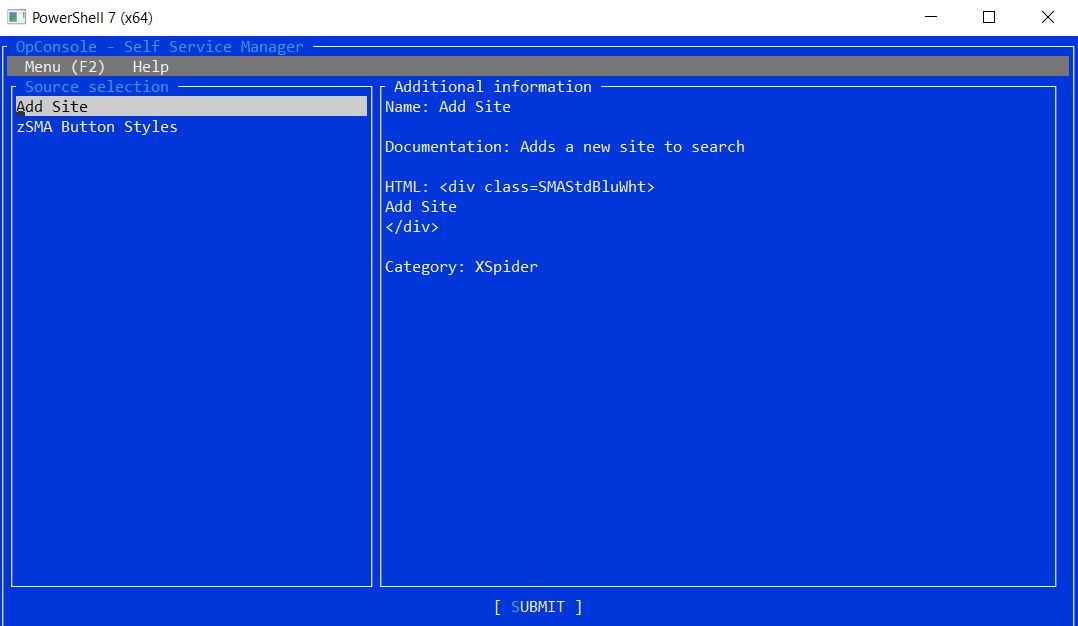 PowerShell 7 (x64)
OpConsole - Self Service Manager
Menu (F2) Help
Source selection
Add Site
zSMA Button Styles
Additional information
Name: Add Site
Documentation: Adds a new site to search
HTML: <div class=SMAStdBluWht>
Add Site
</div>
Category: XSpider
[ SUBMIT ]